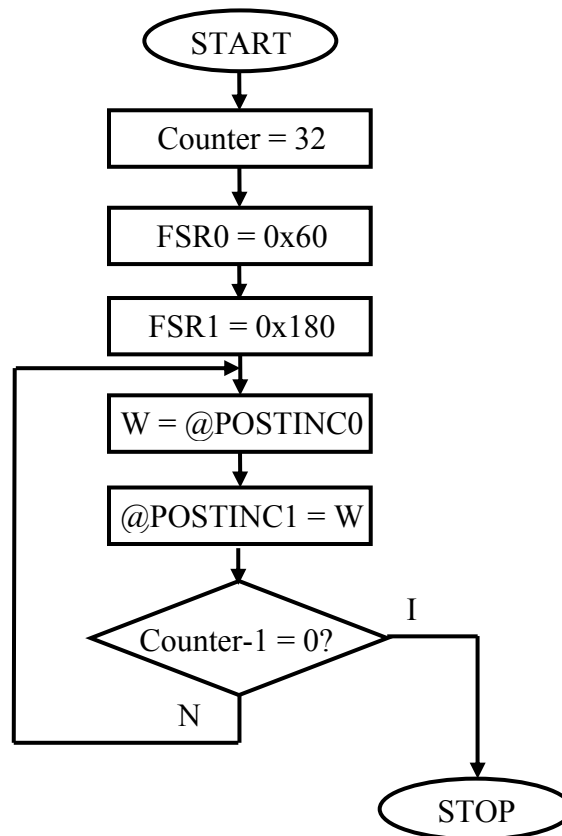 START
Counter = 32
FSR0 = 0x60
FSR1 = 0x180
W = @POSTINC0
@POSTINC1 = W
Counter-1 = 0?
I
N
STOP